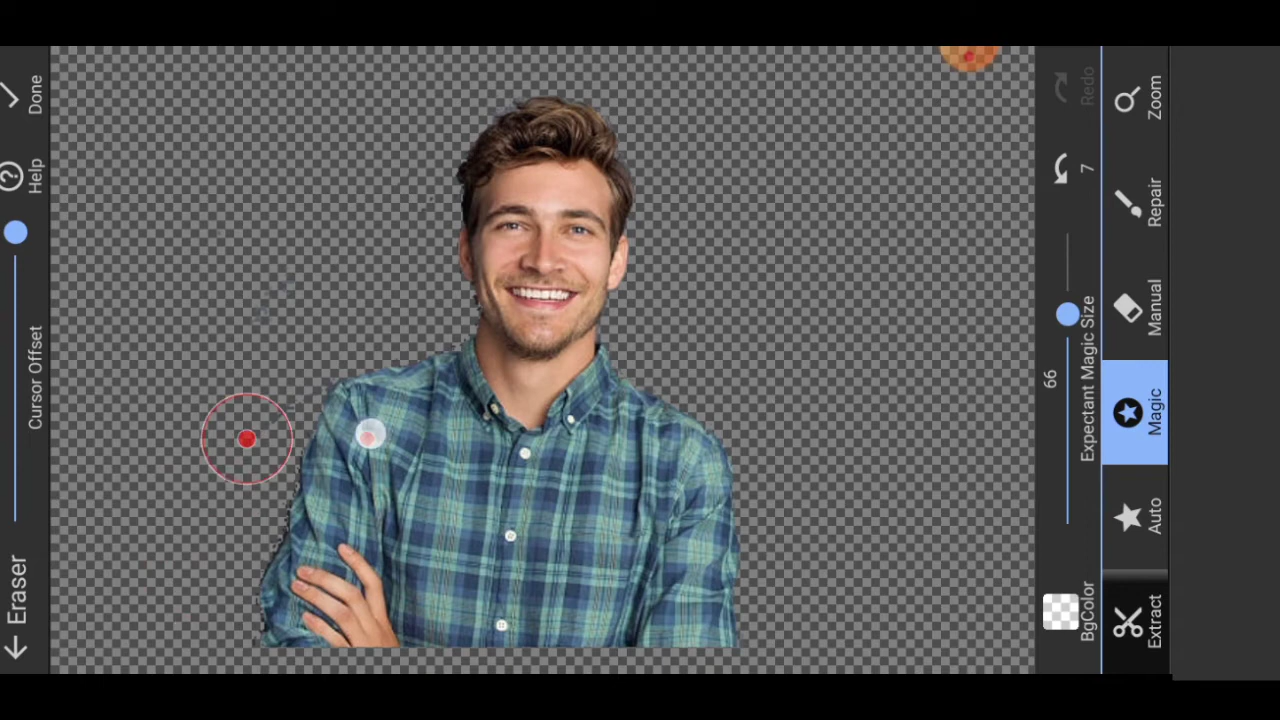 Eraser
Cursor Offset
Help
Done
BgColor
Expectant Magic Size
66
7
Redo
Extract
Auto
Magic
Manual
Repair
Zoom